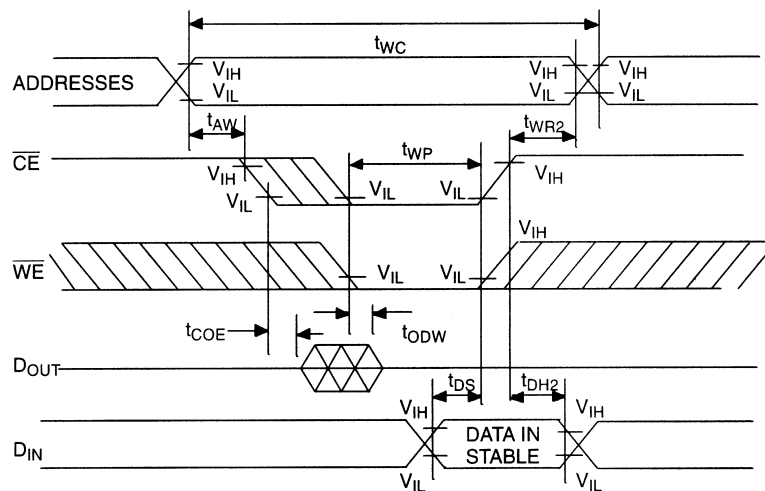 tWC
ADDRESSES
VIH
VIL
VIH
VIL
VIH
VIL
tAW
tWR2
CE
tWP
VIH
VIL
VIL
VIL
VIH
WE
VIH
VIL
VIL
tCOE
tODW
DOUT
tDS
tDH2
VIH
VIH
DIN
DATA IN
STABLE
VIL
VIL